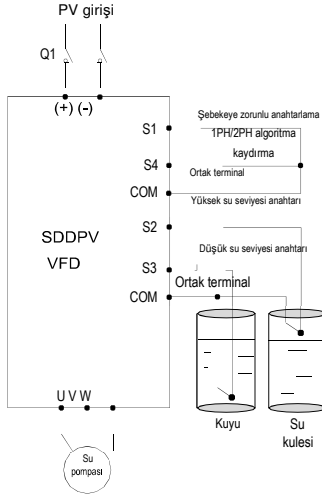 PV girişi
Q1
(+) (-)
S1
Şebekeye zorunlu anahtarlama
1PH/2PH algoritma
kaydırma
S4
Ortak terminal
COM
Yüksek su seviyesi anahtarı
S2
SDDPV
VFD
Düşük su seviyesi anahtarı
S3
Ortak terminal
COM
U V W
Kuyu
Su
kulesi
Su
pompası